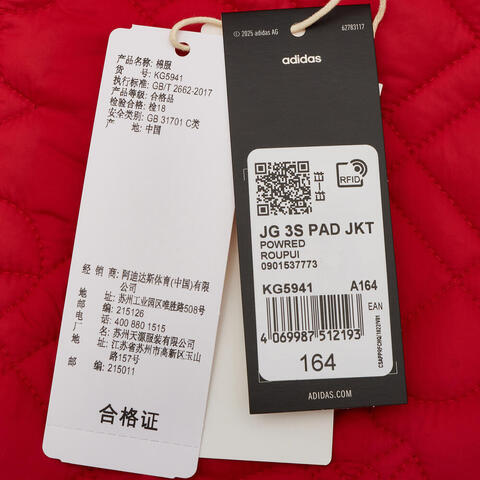 产品名称: 棉服
货 号: KG5941
执行标准: GB/T 2662-2017
产品等级: 合格品
检验合格: 检18
安全类别: GB 31701 C类
产 地: 中国
经 销 商: 阿迪达斯体育(中国)有限
公司
地 址: 苏州工业园区唯胜路508号
邮 编: 215126
电 话: 400 880 1515
厂 名: 苏州天源服装有限公司
地 址: 江苏省苏州市高新区玉山
路157号
邮 编: 215011
合格证
© 2025 adidas AG
62783117
adidas
RFID
JG 3S PAD JKT
POWRED
ROUPUI
0901537773
KG5941 A164
EAN
4 069987 512193
164
ADIDAS.COM